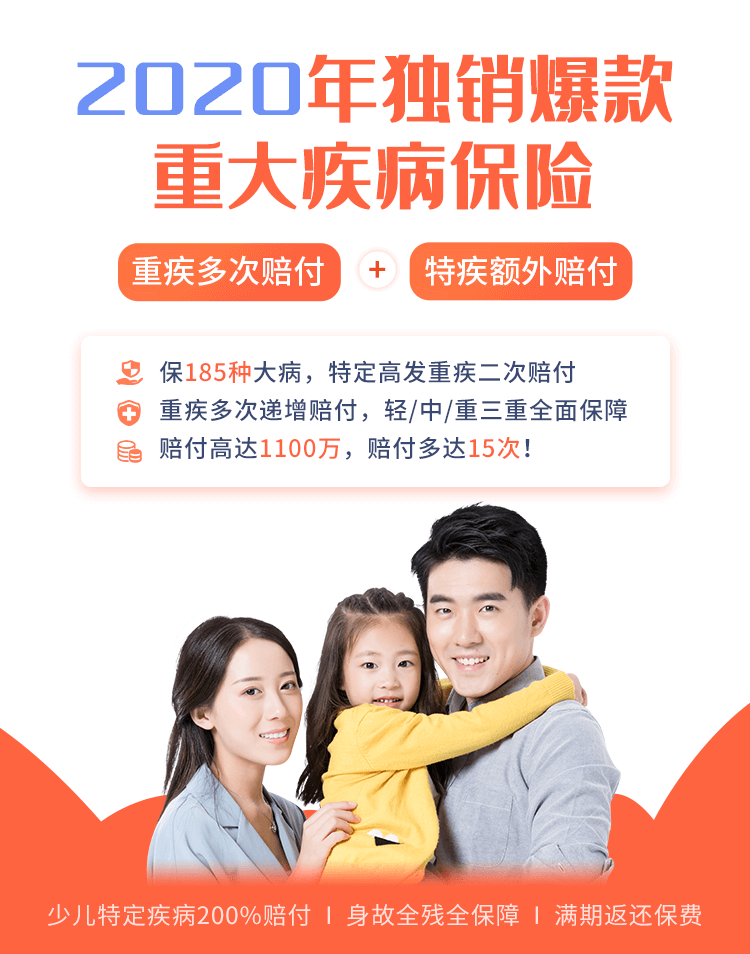 2020年独销爆款
重大疾病保险
重疾多次赔付 + 特疾额外赔付
保185种大病，特定高发重疾二次赔付
重疾多次递增赔付，轻/中/重三重全面保障
赔付高达1100万，赔付多达15次！
少儿特定疾病200%赔付 I 身故全残全保障 I 满期返还保费